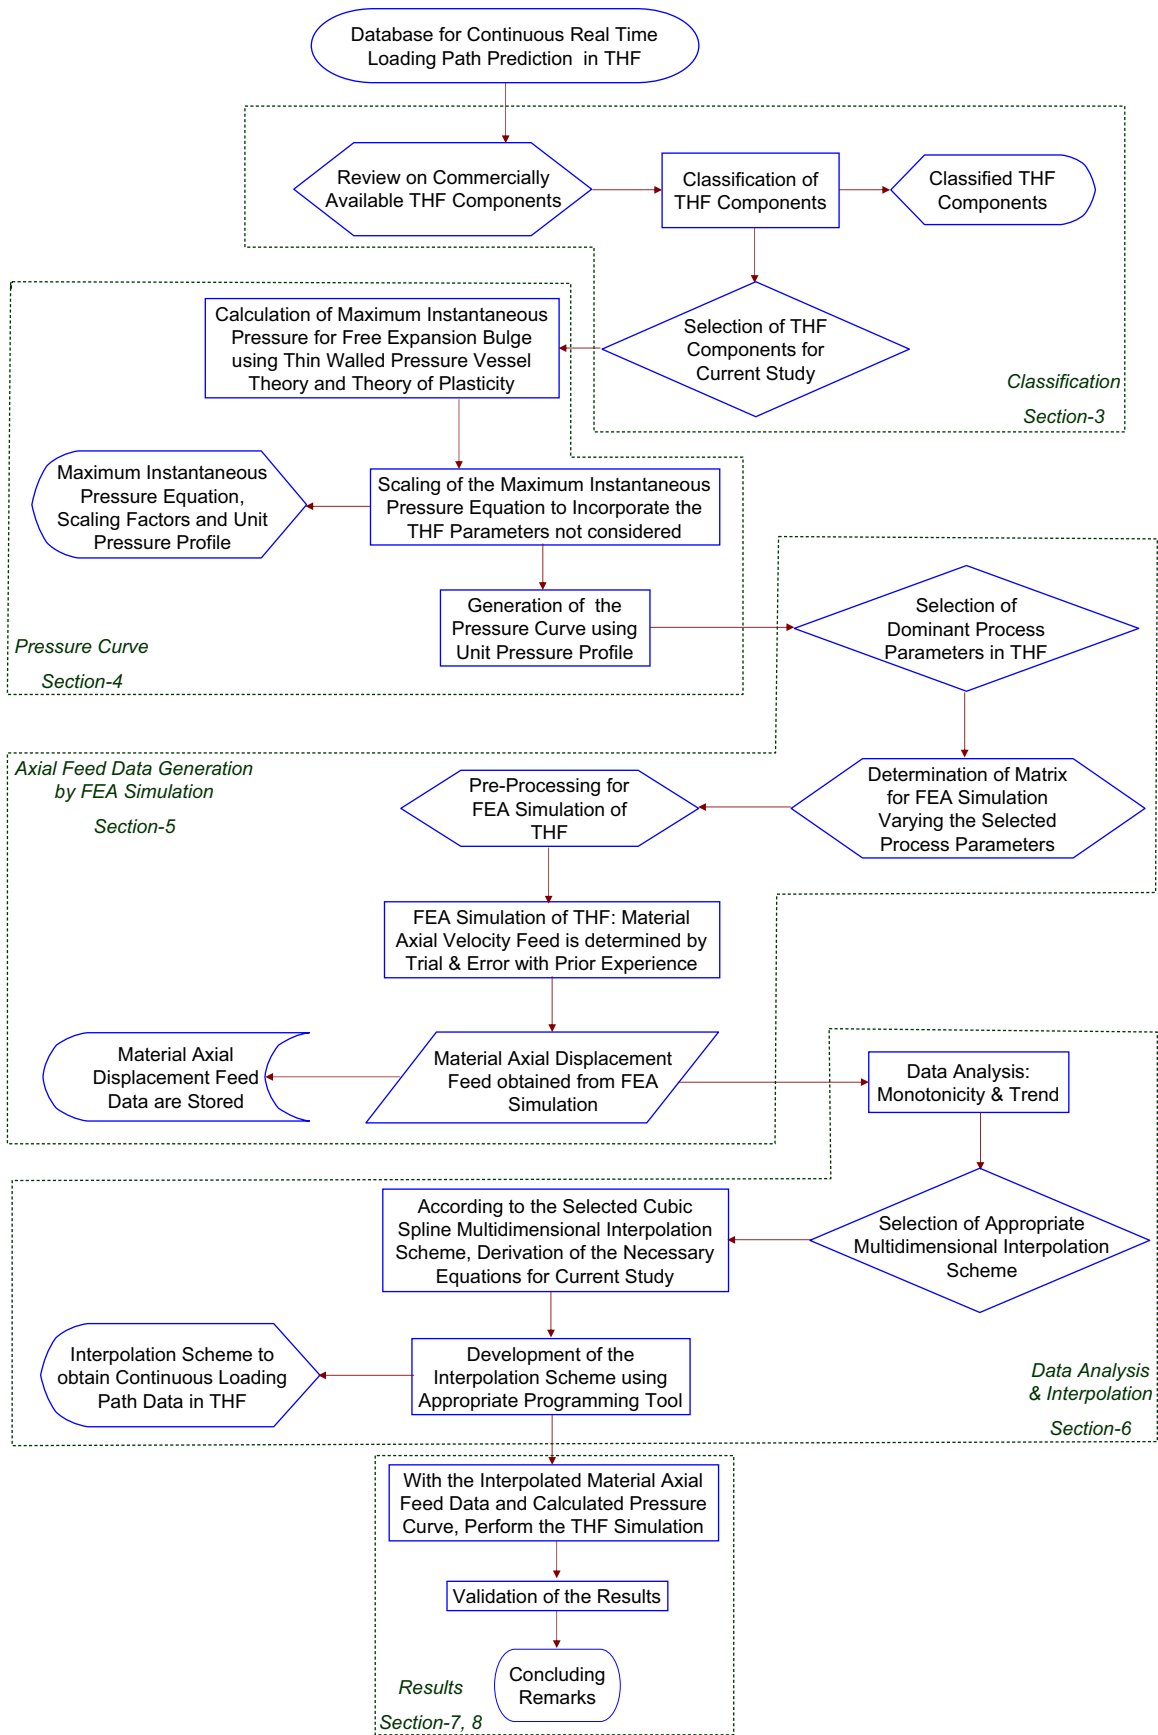 Database for Continuous Real Time
Loading Path Prediction in THF
Review on Commercially
Available THF Components
Classification of
THF Components
Classified THF
Components
Selection of THF
Components for
Current Study
Classification
Section-3
Calculation of Maximum Instantaneous
Pressure for Free Expansion Bulge
using Thin Walled Pressure Vessel
Theory and Theory of Plasticity
Maximum Instantaneous
Pressure Equation,
Scaling Factors and Unit
Pressure Profile
Scaling of the Maximum Instantaneous
Pressure Equation to Incorporate the
THF Parameters not considered
Generation of the
Pressure Curve using
Unit Pressure Profile
Pressure Curve
Section-4
Selection of
Dominant Process
Parameters in THF
Axial Feed Data Generation
by FEA Simulation
Section-5
Pre-Processing for
FEA Simulation of
THF
Determination of Matrix
for FEA Simulation
Varying the Selected
Process Parameters
FEA Simulation of THF: Material
Axial Velocity Feed is determined by
Trial & Error with Prior Experience
Material Axial
Displacement Feed
Data are Stored
Material Axial Displacement
Feed obtained from FEA
Simulation
Data Analysis:
Monotonicity & Trend
According to the Selected Cubic
Spline Multidimensional Interpolation
Scheme, Derivation of the Necessary
Equations for Current Study
Selection of Appropriate
Multidimensional Interpolation
Scheme
Interpolation Scheme to
obtain Continuous Loading
Path Data in THF
Development of the
Interpolation Scheme using
Appropriate Programming Tool
Data Analysis
& Interpolation
Section-6
With the Interpolated Material Axial
Feed Data and Calculated Pressure
Curve, Perform the THF Simulation
Validation of the Results
Concluding
Remarks
Results
Section-7, 8